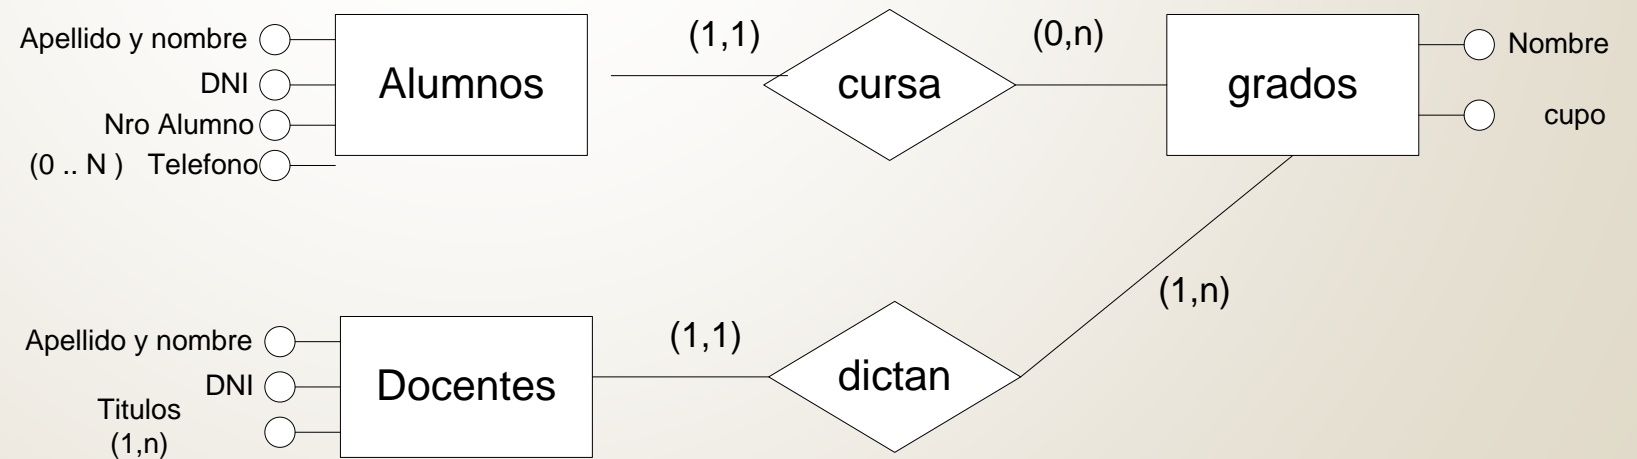 Apellido y nombre
DNI
Nro Alumno
(0 .. N ) Telefono
Alumnos
(1,1)
cursa
(0,n)
grados
Nombre
cupo
(1,n)
Apellido y nombre
DNI
Titulos
(1,n)
Docentes
(1,1)
dictan